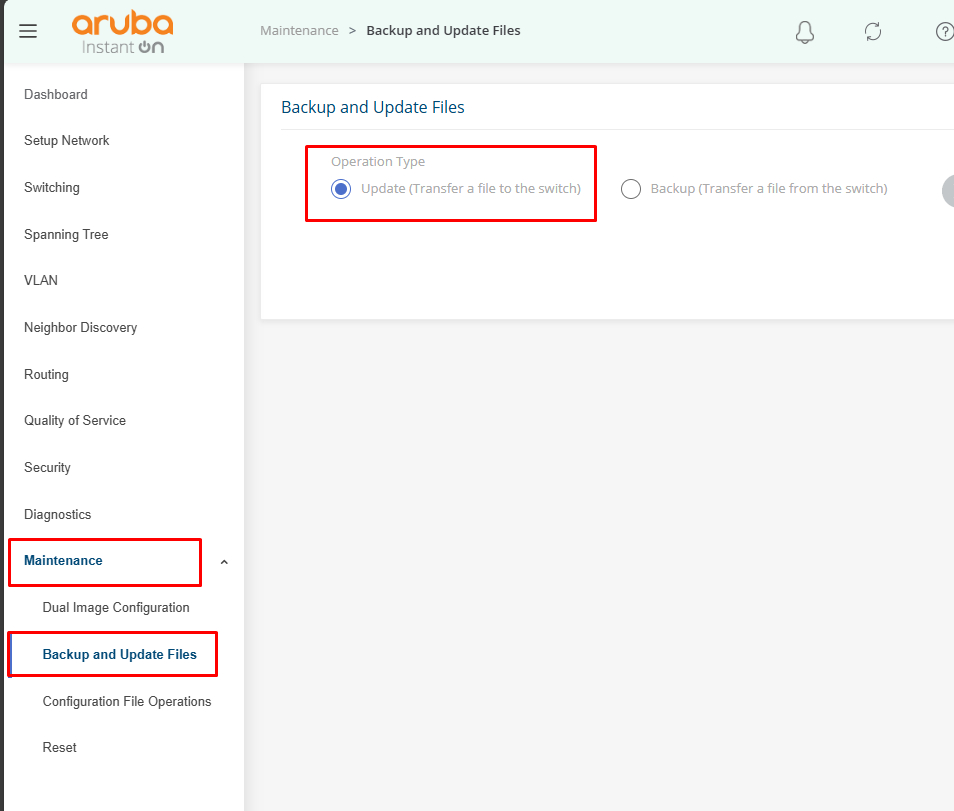 aruba
Instant On
Maintenance > Backup and Update Files
Dashboard
Setup Network
Switching
Spanning Tree
VLAN
Neighbor Discovery
Routing
Quality of Service
Security
Diagnostics
Maintenance
Dual Image Configuration
Backup and Update Files
Configuration File Operations
Reset
Backup and Update Files
Operation Type
Update (Transfer a file to the switch)
Backup (Transfer a file from the switch)